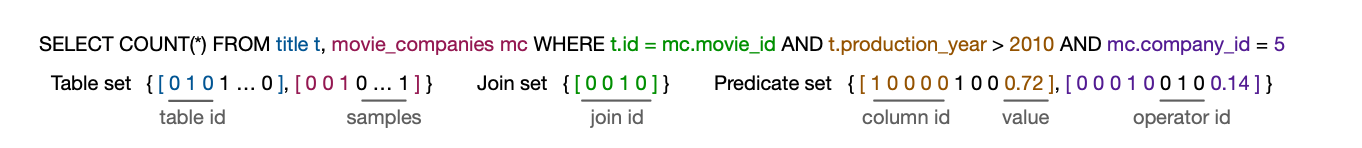 SELECT COUNT(*) FROM title t, movie_companies mc WHERE t.id = mc.movie_id AND t.production_year > 2010 AND mc.company_id = 5
Table set { [ 0 1 0 1 … 0 ], [ 0 0 1 0 … 1 ] } Join set { [ 0 0 1 0 ] } Predicate set { [ 1 0 0 0 0 1 0 0 0.72 ], [ 0 0 0 1 0 0 1 0 0.14 ] }
table id samples join id column id value operator id